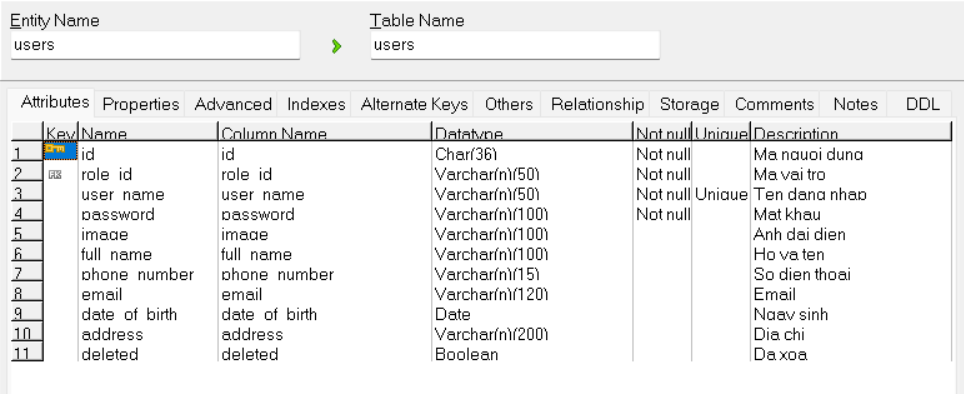 Entity Name Table Name
users users
Attributes Properties Advanced Indexes Alternate Keys Others Relationship Storage Comments Notes DDL
Key Name Column Name Datatype Not null Unique Description
1 id id Char(36) Not null Ma nguoi dung
2 FK role_id role_id Varchar(n)(50) Not null Ma vai tro
3 user_name user_name Varchar(n)(50) Not null Unique Ten dang nhap
4 password password Varchar(n)(100) Not null Mat khau
5 image image Varchar(n)(100) Anh dai dien
6 full_name full_name Varchar(n)(100) Ho va ten
7 phone_number phone_number Varchar(n)(15) So dien thoai
8 email email Varchar(n)(120) Email
9 date_of_birth date_of_birth Date Ngay sinh
10 address address Varchar(n)(200) Dia chi
11 deleted deleted Boolean Da xoa